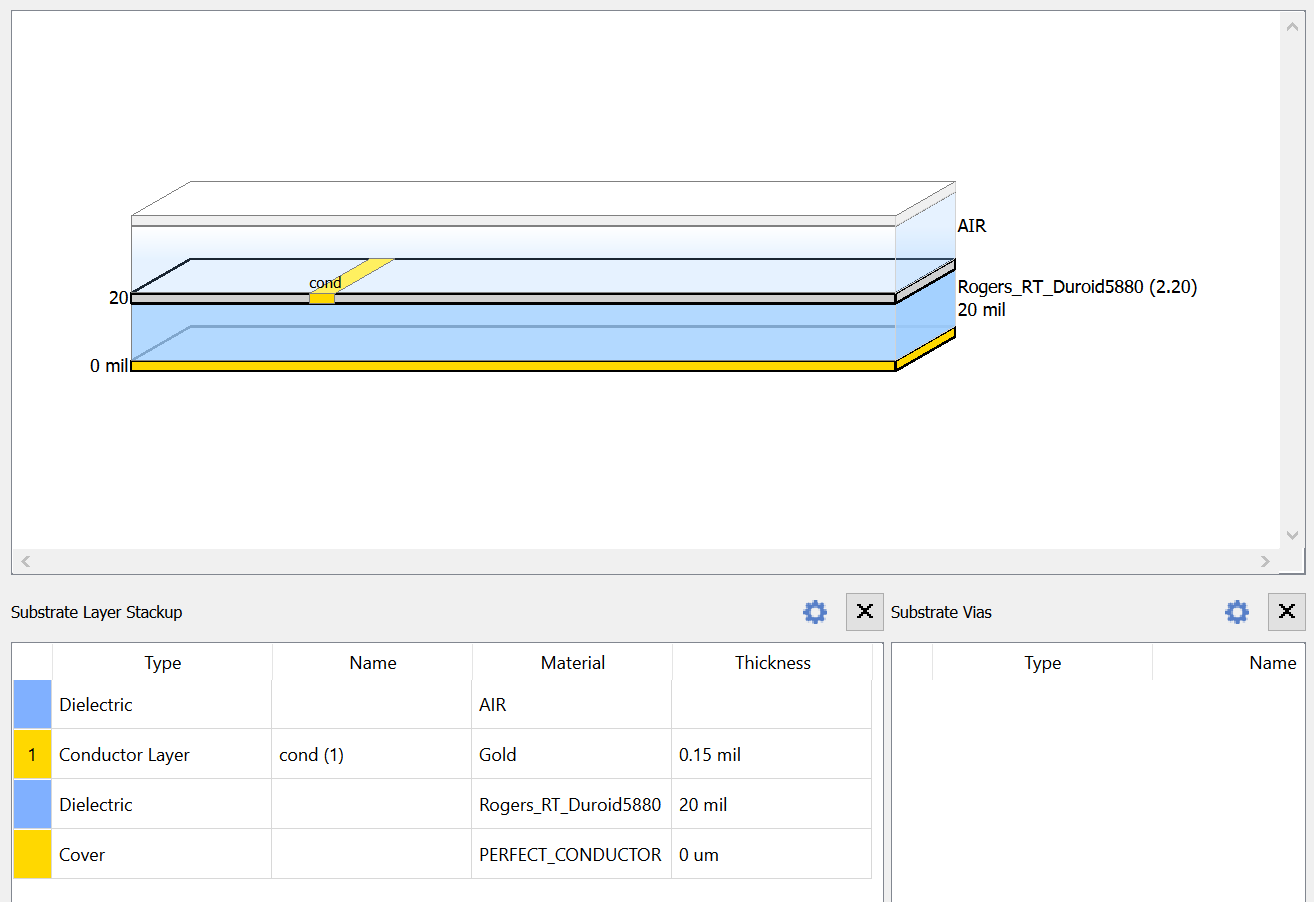 AIR
cond
Rogers_RT_Duroid5880 (2.20)
20
20 mil
0 mil
Substrate Layer Stackup
Substrate Vias
Type Name Material Thickness
Type Name
Dielectric AIR
1 Conductor Layer cond (1) Gold 0.15 mil
Dielectric Rogers_RT_Duroid5880 20 mil
Cover PERFECT_CONDUCTOR 0 um